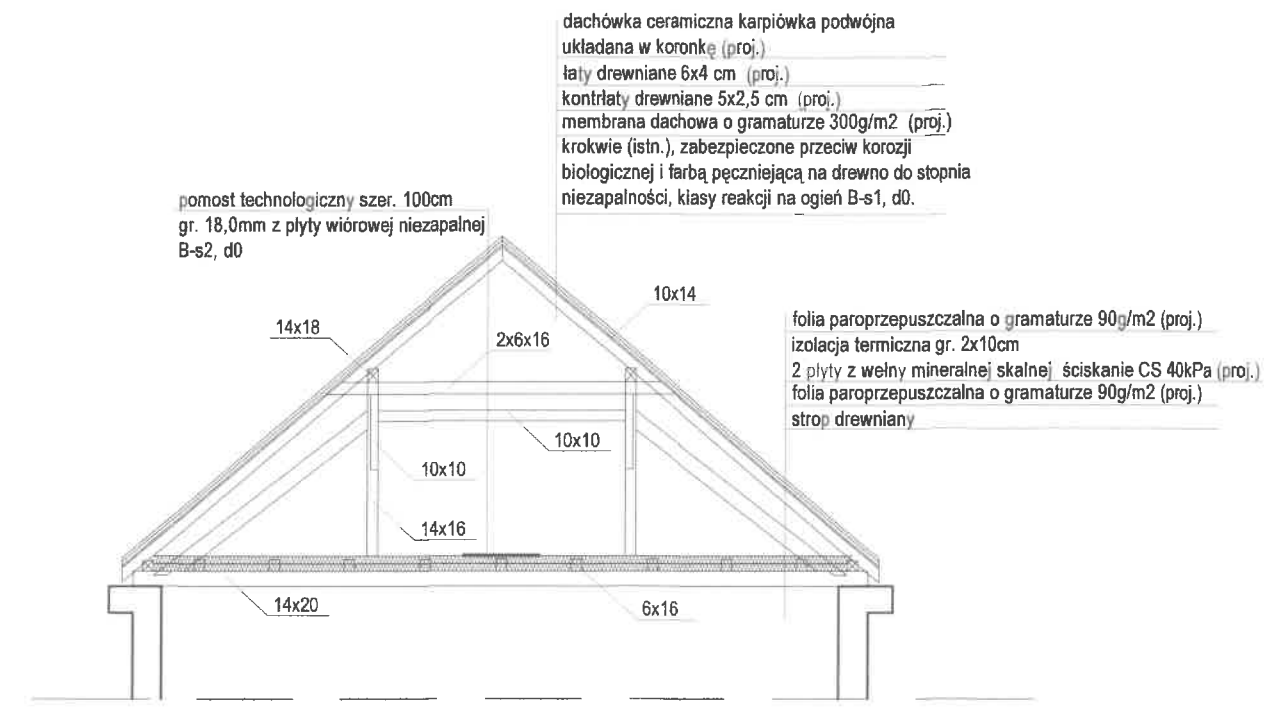 dachówka ceramiczna karpiówka podwójna
układana w koronkę (proj.)
łaty drewniane 6x4 cm (proj.)
kontrłaty drewniane 5x2,5 cm (proj.)
membrana dachowa o gramaturze 300g/m2 (proj.)
krokwie (istn.), zabezpieczone przeciw korozji
biologicznej i farbą pęczniejącą na drewno do stopnia
niezapalności, klasy reakcji na ogień B-s1, d0.
pomost technologiczny szer. 100cm
gr. 18,0mm z płyty wiórowej niezapalnej
B-s2, d0
10x14
14x18
2x6x16
folia paroprzepuszczalna o gramaturze 90g/m2 (proj.)
izolacja termiczna gr. 2x10cm
2 płyty z wełny mineralnej skalnej ściskanie CS 40kPa (proj.)
folia paroprzepuszczalna o gramaturze 90g/m2 (proj.)
strop drewniany
10x10
10x10
14x16
14x20
6x16